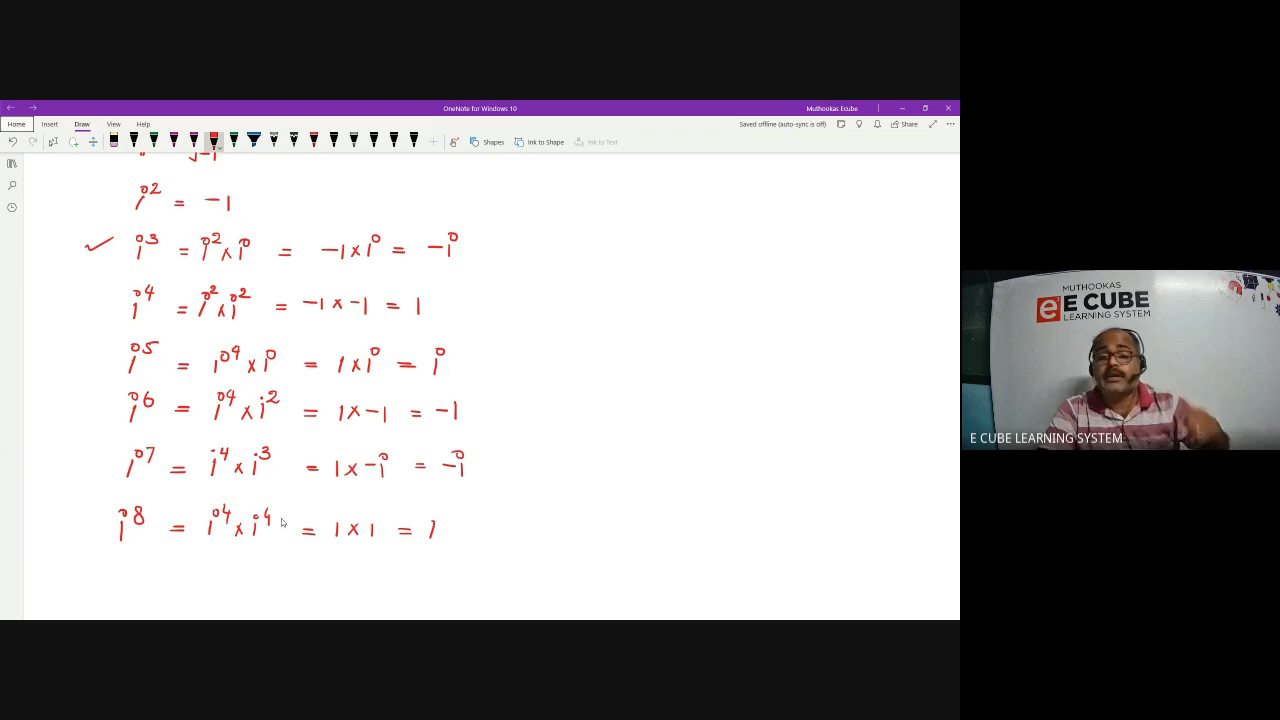 OneNote for Windows 10
Muthookas Ecube
Home Insert Draw View Help
Saved offline (auto-sync is off)
Share
Shapes
Ink to Shape
Ink to Text
i² = -1
i³ = i² × i = -1 × i = -i
i⁴ = i² × i² = -1 × -1 = 1
i⁵ = i⁴ × i = 1 × i = i
i⁶ = i⁴ × i² = 1 × -1 = -1
i⁷ = i⁴ × i³ = 1 × -i = -i
i⁸ = i⁴ × i⁴ = 1 × 1 = 1
MUTHOOKAS
e³ E CUBE
LEARNING SYSTEM
E CUBE LEARNING SYSTEM